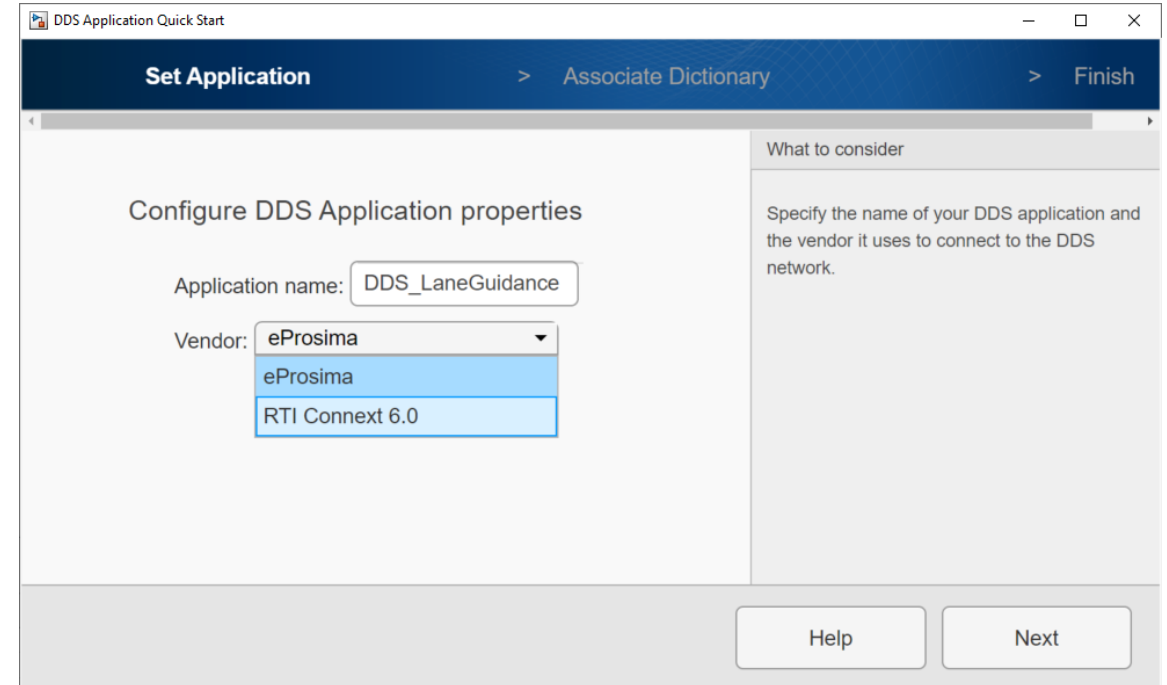 DDS Application Quick Start
Set Application > Associate Dictionary > Finish
What to consider
Configure DDS Application properties
Specify the name of your DDS application and
the vendor it uses to connect to the DDS
network.
Application name: DDS_LaneGuidance
Vendor: eProsima
eProsima
RTI Connext 6.0
Help
Next